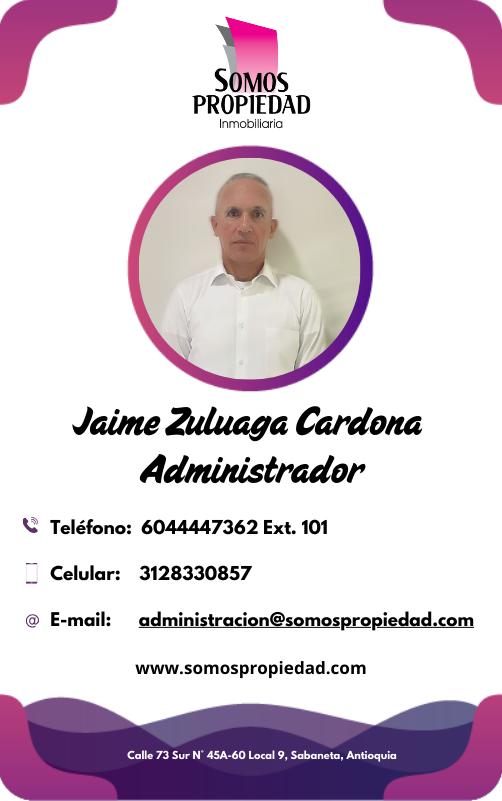 SOMOS
PROPIEDAD
Inmobiliaria
Jaime Zuluaga Cardona
Administrador
Teléfono: 6044447362 Ext. 101
Celular: 3128330857
@ E-mail: administracion@somospropiedad.com
www.somospropiedad.com
Calle 73 Sur N° 45A-60 Local 9, Sabaneta, Antioquia